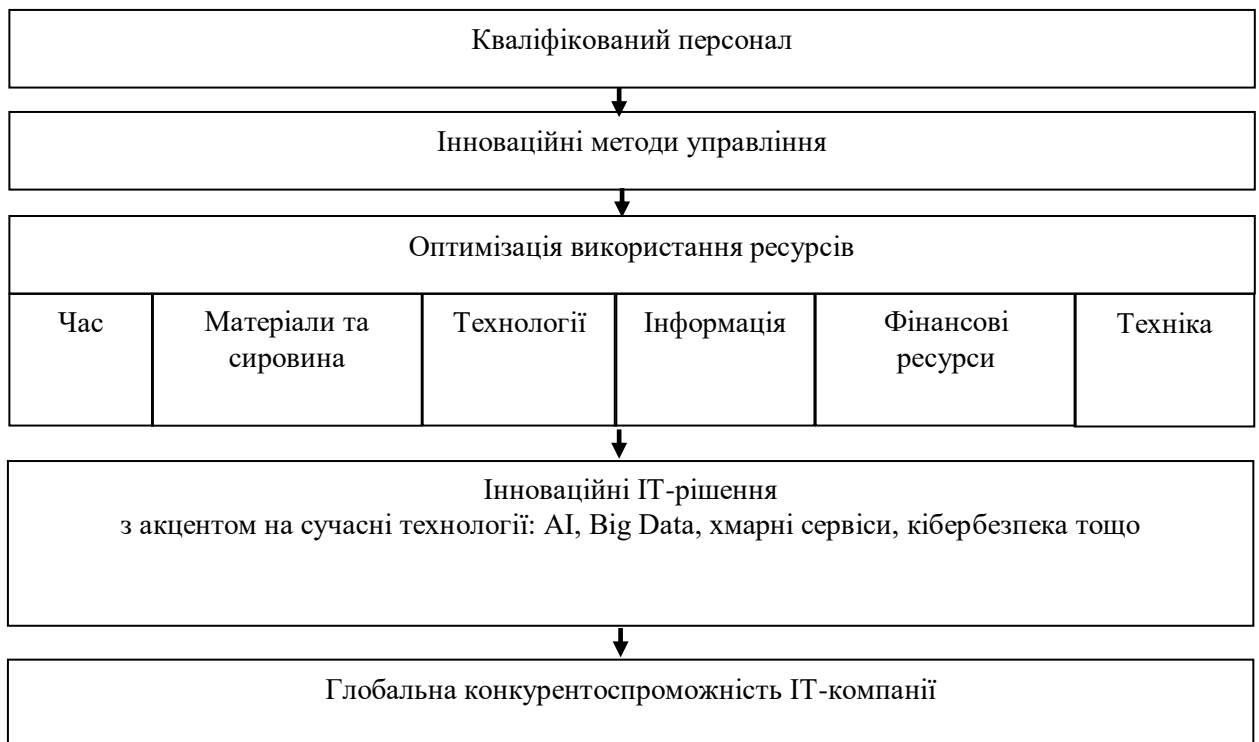 Кваліфікований персонал
Інноваційні методи управління
Оптимізація використання ресурсів
Час
Матеріали та
сировина
Технології
Інформація
Фінансові
ресурси
Техніка
Інноваційні ІТ-рішення
з акцентом на сучасні технології: AI, Big Data, хмарні сервіси, кібербезпека тощо
Глобальна конкурентоспроможність ІТ-компанії